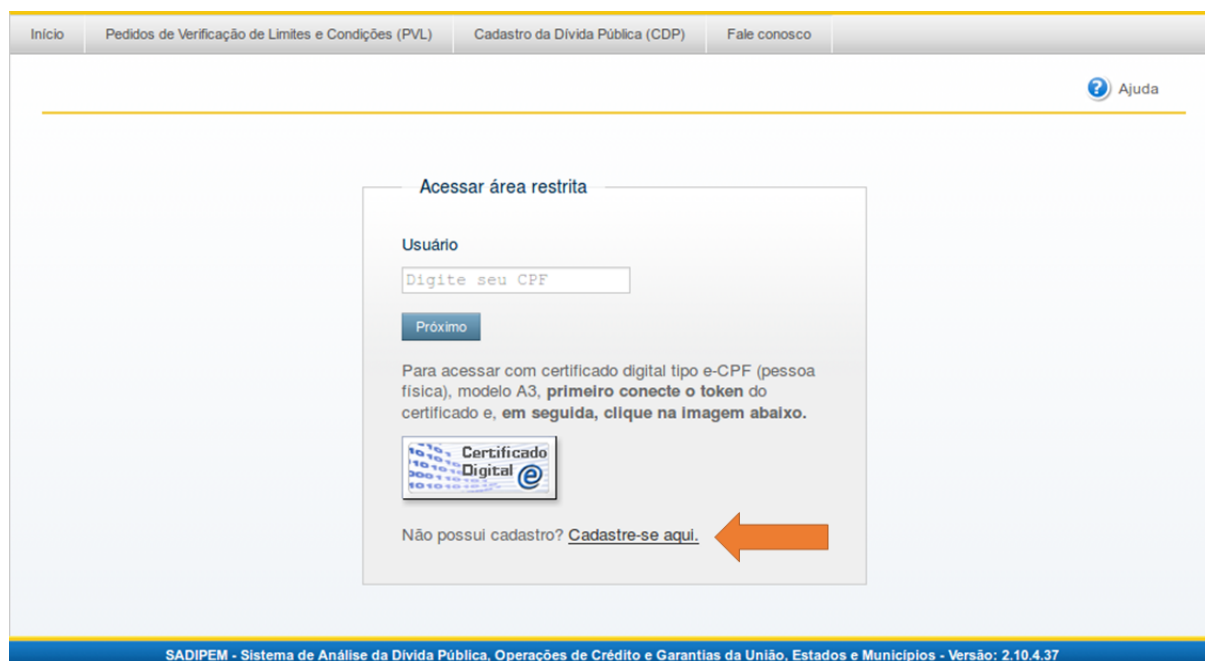 Início Pedidos de Verificação de Limites e Condições (PVL) Cadastro da Dívida Pública (CDP) Fale conosco
Ajuda
Acessar área restrita
Usuário
Digite seu CPF
Próximo
Para acessar com certificado digital tipo e-CPF (pessoa
física), modelo A3, primeiro conecte o token do
certificado e, em seguida, clique na imagem abaixo.
Certificado
Digital
Não possui cadastro? Cadastre-se aqui.
SADIPEM - Sistema de Análise da Dívida Pública, Operações de Crédito e Garantias da União, Estados e Municípios - Versão: 2.10.4.37